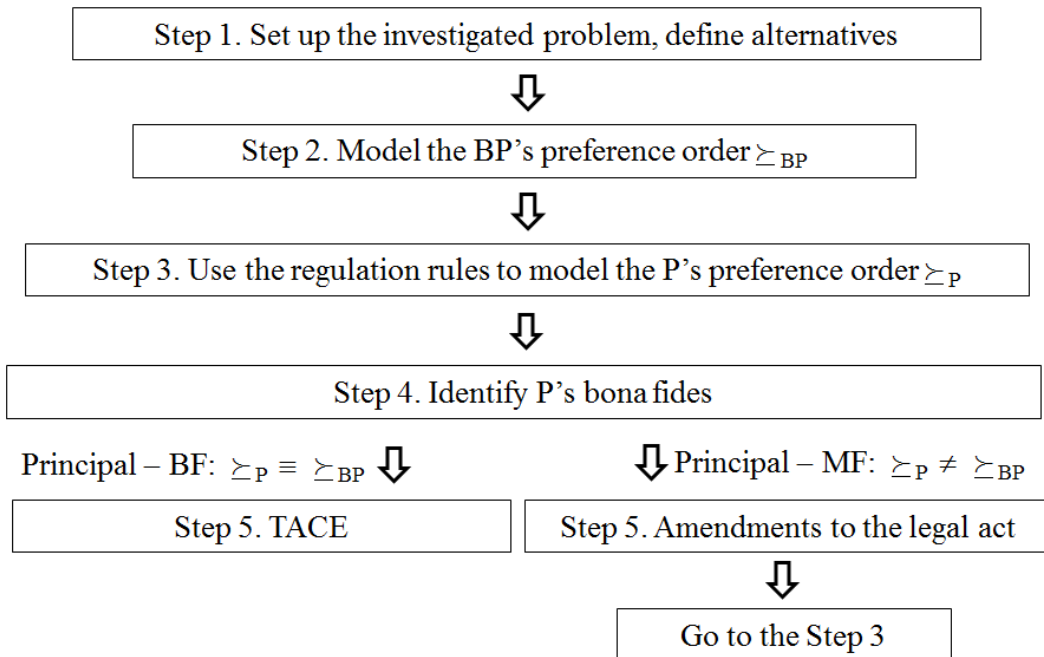 Step 1. Set up the investigated problem, define alternatives
Step 2. Model the BP’s preference order ⪰BP
Step 3. Use the regulation rules to model the P’s preference order ⪰P
Step 4. Identify P’s bona fides
Principal – BF: ⪰P ≡ ⪰BP
Principal – MF: ⪰P ≠ ⪰BP
Step 5. TACE
Step 5. Amendments to the legal act
Go to the Step 3